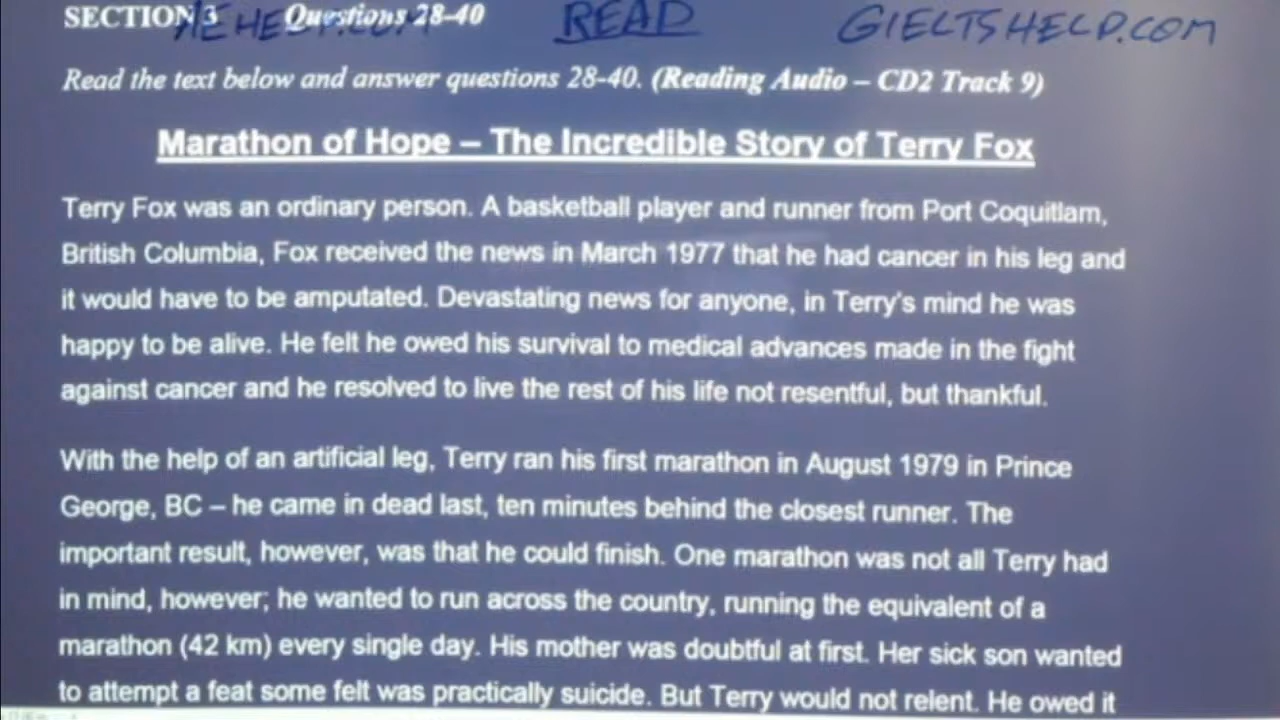 SECTION 3 Questions 28-40
AEHELP.COM READ GIELTSHELP.COM
Read the text below and answer questions 28-40. (Reading Audio – CD2 Track 9)
Marathon of Hope – The Incredible Story of Terry Fox
Terry Fox was an ordinary person. A basketball player and runner from Port Coquitlam,
British Columbia, Fox received the news in March 1977 that he had cancer in his leg and
it would have to be amputated. Devastating news for anyone, in Terry's mind he was
happy to be alive. He felt he owed his survival to medical advances made in the fight
against cancer and he resolved to live the rest of his life not resentful, but thankful.
With the help of an artificial leg, Terry ran his first marathon in August 1979 in Prince
George, BC – he came in dead last, ten minutes behind the closest runner. The
important result, however, was that he could finish. One marathon was not all Terry had
in mind, however; he wanted to run across the country, running the equivalent of a
marathon (42 km) every single day. His mother was doubtful at first. Her sick son wanted
to attempt a feat some felt was practically suicide. But Terry would not relent. He owed it